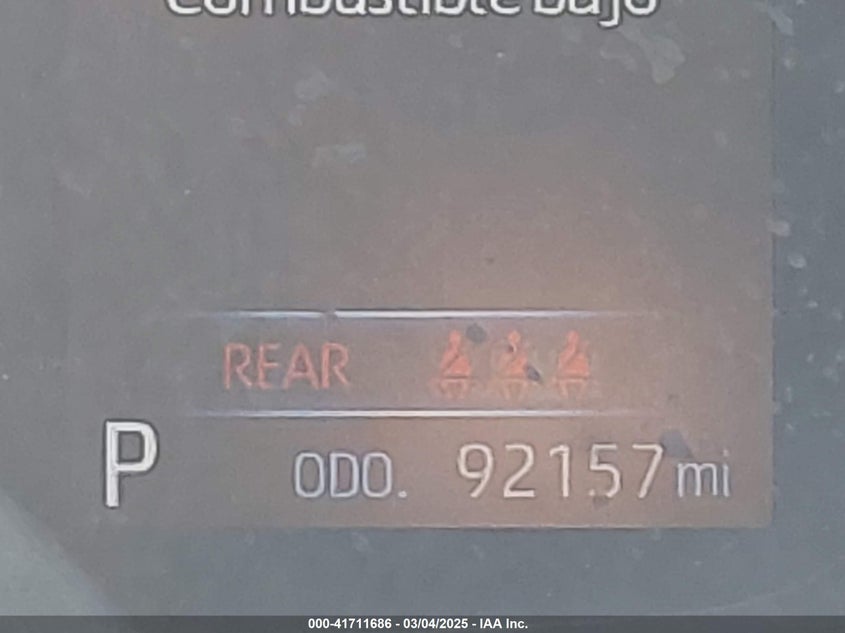 Combustible bajo
REAR
P
ODO. 92157 mi
000-41711686 - 03/04/2025 - IAA Inc.